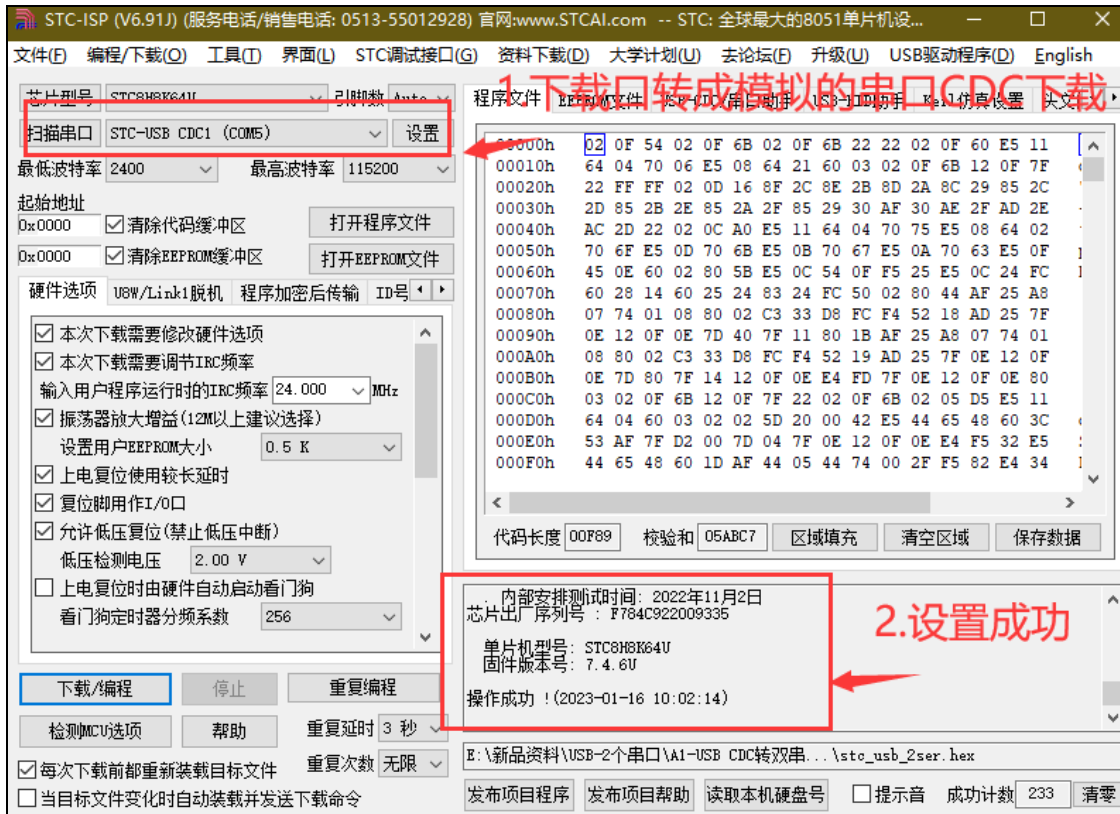 STC-ISP (V6.91J) (服务电话/销售电话: 0513-55012928) 官网:www.STCAI.com -- STC: 全球最大的8051单片机设...
文件(F) 编程/下载(O) 工具(T) 界面(L) STC调试接口(G) 资料下载(D) 大学计划(U) 去论坛(F) 升级(U) USB驱动程序(D) English
1.下载口转成模拟的串口CDC下载
芯片型号 STC8H8K64U 引脚数 Auto
程序文件 EEPROM文件 USB-CDC/串口助手 USB-HID助手 Keil仿真设置 头文
扫描串口 STC-USB CDC1 (COM5) 设置
最低波特率 2400 最高波特率 115200
起始地址
0x0000 清除代码缓冲区 打开程序文件
0x0000 清除EEPROM缓冲区 打开EEPROM文件
硬件选项 U8W/Link1脱机 程序加密后传输 ID号
本次下载需要修改硬件选项
本次下载需要调节IRC频率
输入用户程序运行时的IRC频率 24.000 MHz
振荡器放大增益(12M以上建议选择)
设置用户EEPROM大小 0.5 K
上电复位使用较长延时
复位脚用作I/O口
允许低压复位(禁止低压中断)
低压检测电压 2.00 V
上电复位时由硬件自动启动看门狗
看门狗定时器分频系数 256
00000h 02 0F 54 02 0F 6B 02 0F 6B 22 22 02 0F 60 E5 11
00010h 64 04 70 06 E5 08 64 21 60 03 02 0F 6B 12 0F 7F
00020h 22 FF FF 02 0D 16 8F 2C 8E 2B 8D 2A 8C 29 85 2C
00030h 2D 85 2B 2E 85 2A 2F 85 29 30 AF 30 AE 2F AD 2E
00040h AC 2D 22 02 0C A0 E5 11 64 04 70 75 E5 08 64 02
00050h 70 6F E5 0D 70 6B E5 0B 70 67 E5 0A 70 63 E5 0F
00060h 45 0E 60 02 80 5B E5 0C 54 0F F5 25 E5 0C 24 FC
00070h 60 28 14 60 25 24 83 24 FC 50 02 80 44 AF 25 A8
00080h 07 74 01 08 80 02 C3 33 D8 FC F4 52 18 AD 25 7F
00090h 0E 12 0F 0E 7D 40 7F 11 80 1B AF 25 A8 07 74 01
000A0h 08 80 02 C3 33 D8 FC F4 52 19 AD 25 7F 0E 12 0F
000B0h 0E 7D 80 7F 14 12 0F 0E E4 FD 7F 0E 12 0F 0E 80
000C0h 03 02 0F 6B 12 0F 7F 22 02 0F 6B 02 05 D5 E5 11
000D0h 64 04 60 03 02 02 5D 20 00 42 E5 44 65 48 60 3C
000E0h 53 AF 7F D2 00 7D 04 7F 0E 12 0F 0E E4 F5 32 E5
000F0h 44 65 48 60 1D AF 44 05 44 74 00 2F F5 82 E4 34
代码长度 00F89 校验和 05ABC7 区域填充 清空区域 保存数据
. 内部安排测试时间: 2022年11月2日
芯片出厂序列号 : F784C922009335
单片机型号: STC8H8K64U
固件版本号: 7.4.6U
操作成功 !(2023-01-16 10:02:14)
2.设置成功
下载/编程 停止 重复编程
检测MCU选项 帮助 重复延时 3 秒
每次下载前都重新装载目标文件 重复次数 无限
当目标文件变化时自动装载并发送下载命令
E:\新品资料\USB-2个串口\A1-USB CDC转双串...\stc_usb_2ser.hex
发布项目程序 发布项目帮助 读取本机硬盘号 提示音 成功计数 233 清零